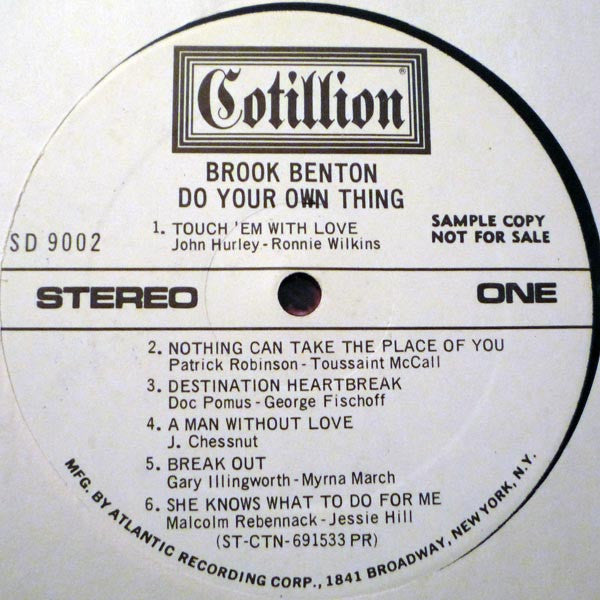 Cotillion®
BROOK BENTON
DO YOUR OWN THING
1. TOUCH 'EM WITH LOVE
John Hurley - Ronnie Wilkins
SAMPLE COPY
NOT FOR SALE
SD 9002
STEREO
ONE
2. NOTHING CAN TAKE THE PLACE OF YOU
Patrick Robinson - Toussaint McCall
3. DESTINATION HEARTBREAK
Doc Pomus - George Fischoff
4. A MAN WITHOUT LOVE
J. Chessnut
5. BREAK OUT
Gary Illingworth - Myrna March
6. SHE KNOWS WHAT TO DO FOR ME
Malcolm Rebennack - Jessie Hill
(ST-CTN-691533 PR)
MFG. BY ATLANTIC RECORDING CORP., 1841 BROADWAY, NEW YORK, N.Y.